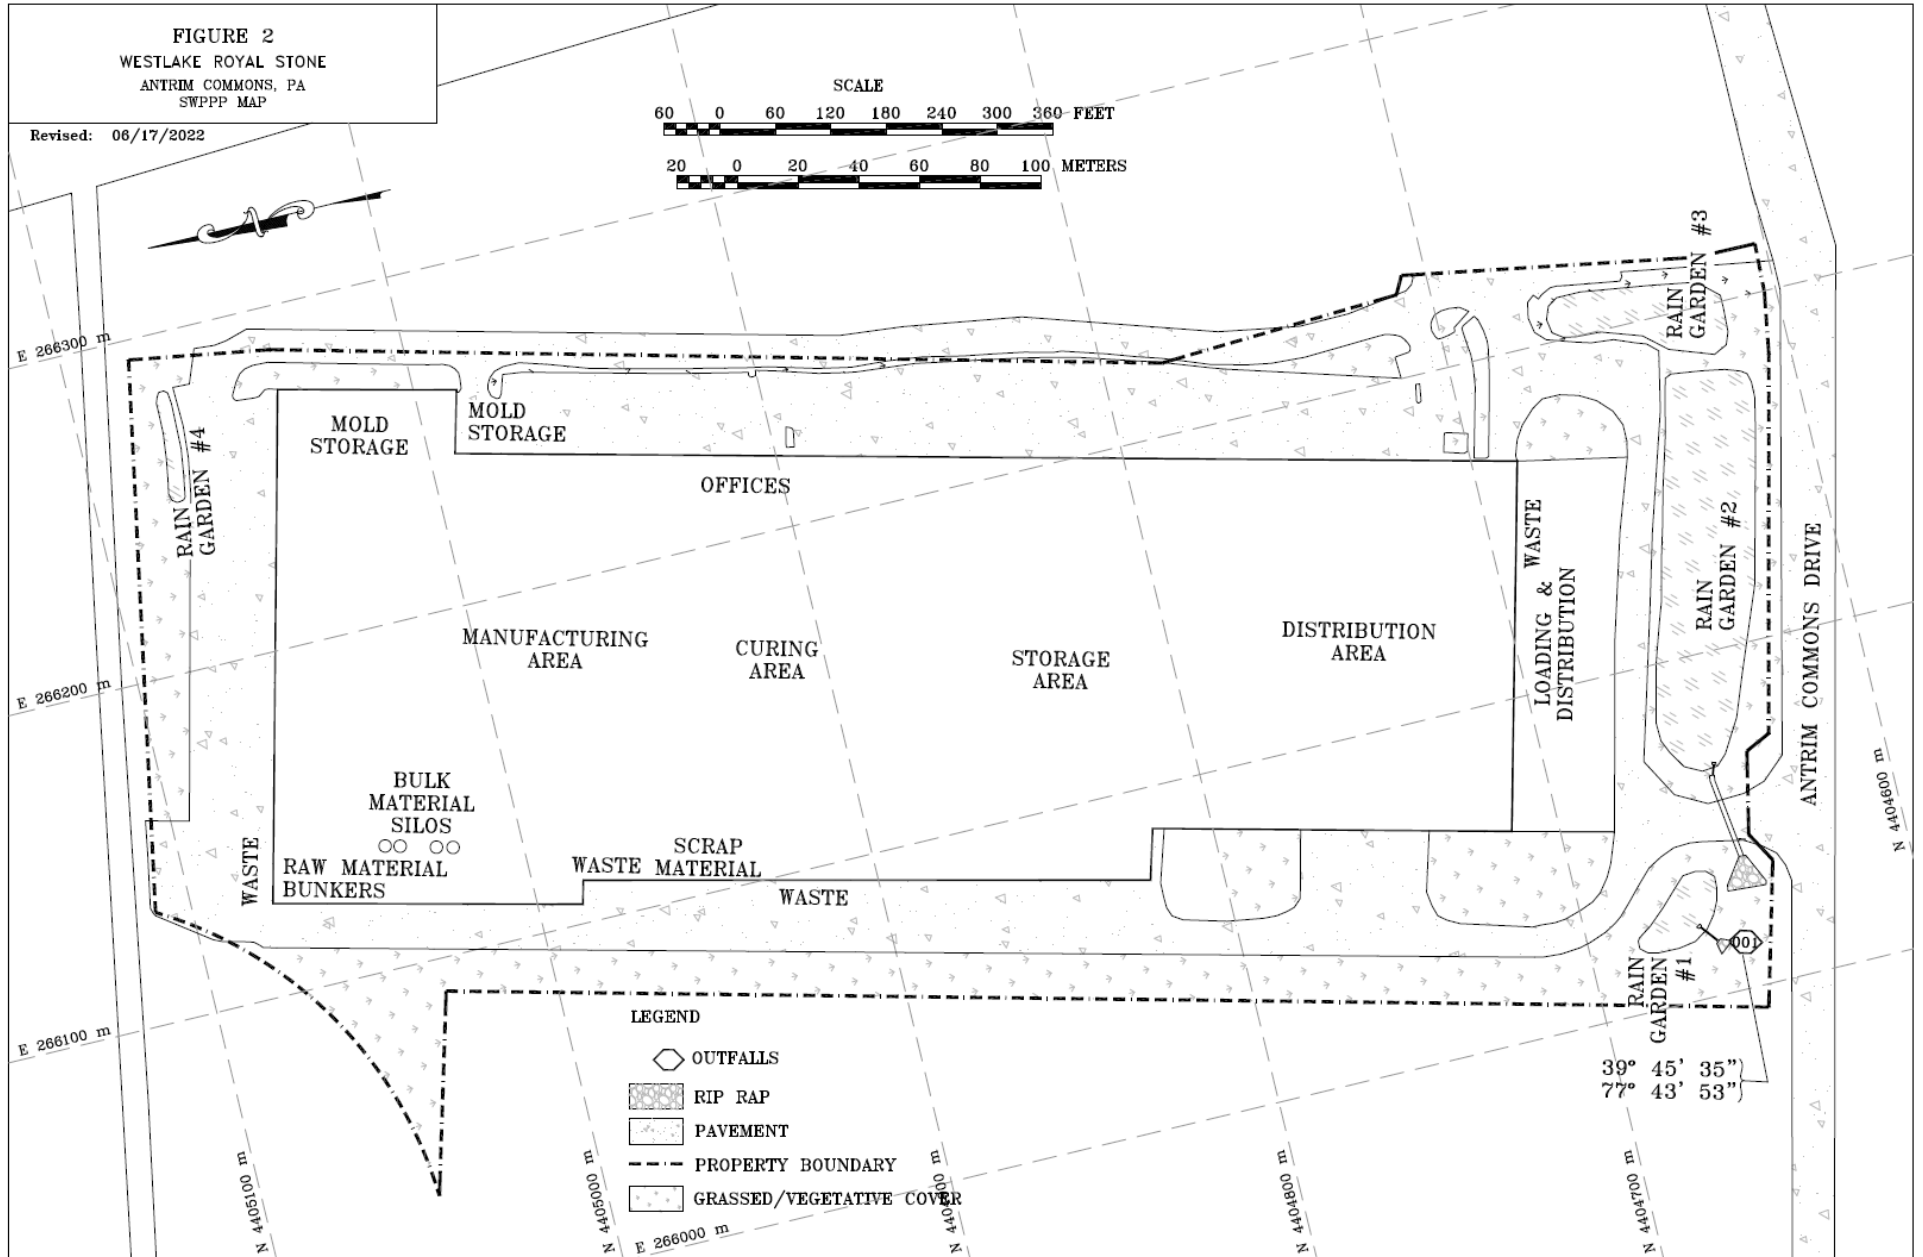 FIGURE 2
WESTLAKE ROYAL STONE
ANTRIM COMMONS, PA
SWPPP MAP
Revised: 06/17/2022
SCALE
60 0 60 120 180 240 300 360 FEET
20 0 20 40 60 80 100 METERS
RAIN
GARDEN #3
E 266300 m
MOLD
STORAGE
MOLD
STORAGE
RAIN
GARDEN #4
OFFICES
WASTE
LOADING &
DISTRIBUTION
RAIN
GARDEN #2
ANTRIM COMMONS DRIVE
MANUFACTURING
AREA
CURING
AREA
STORAGE
AREA
DISTRIBUTION
AREA
E 266200 m
N 4404600 m
BULK
MATERIAL
SILOS
WASTE
RAW MATERIAL
BUNKERS
WASTE
SCRAP
MATERIAL
WASTE
001
RAIN
GARDEN
#1
E 266100 m
39° 45' 35"
77° 43' 53"
LEGEND
OUTFALLS
RIP RAP
PAVEMENT
PROPERTY BOUNDARY
GRASSED/VEGETATIVE COVER
N 4405100 m
N 4405000 m
E 266000 m
N 4404900 m
N 4404800 m
N 4404700 m